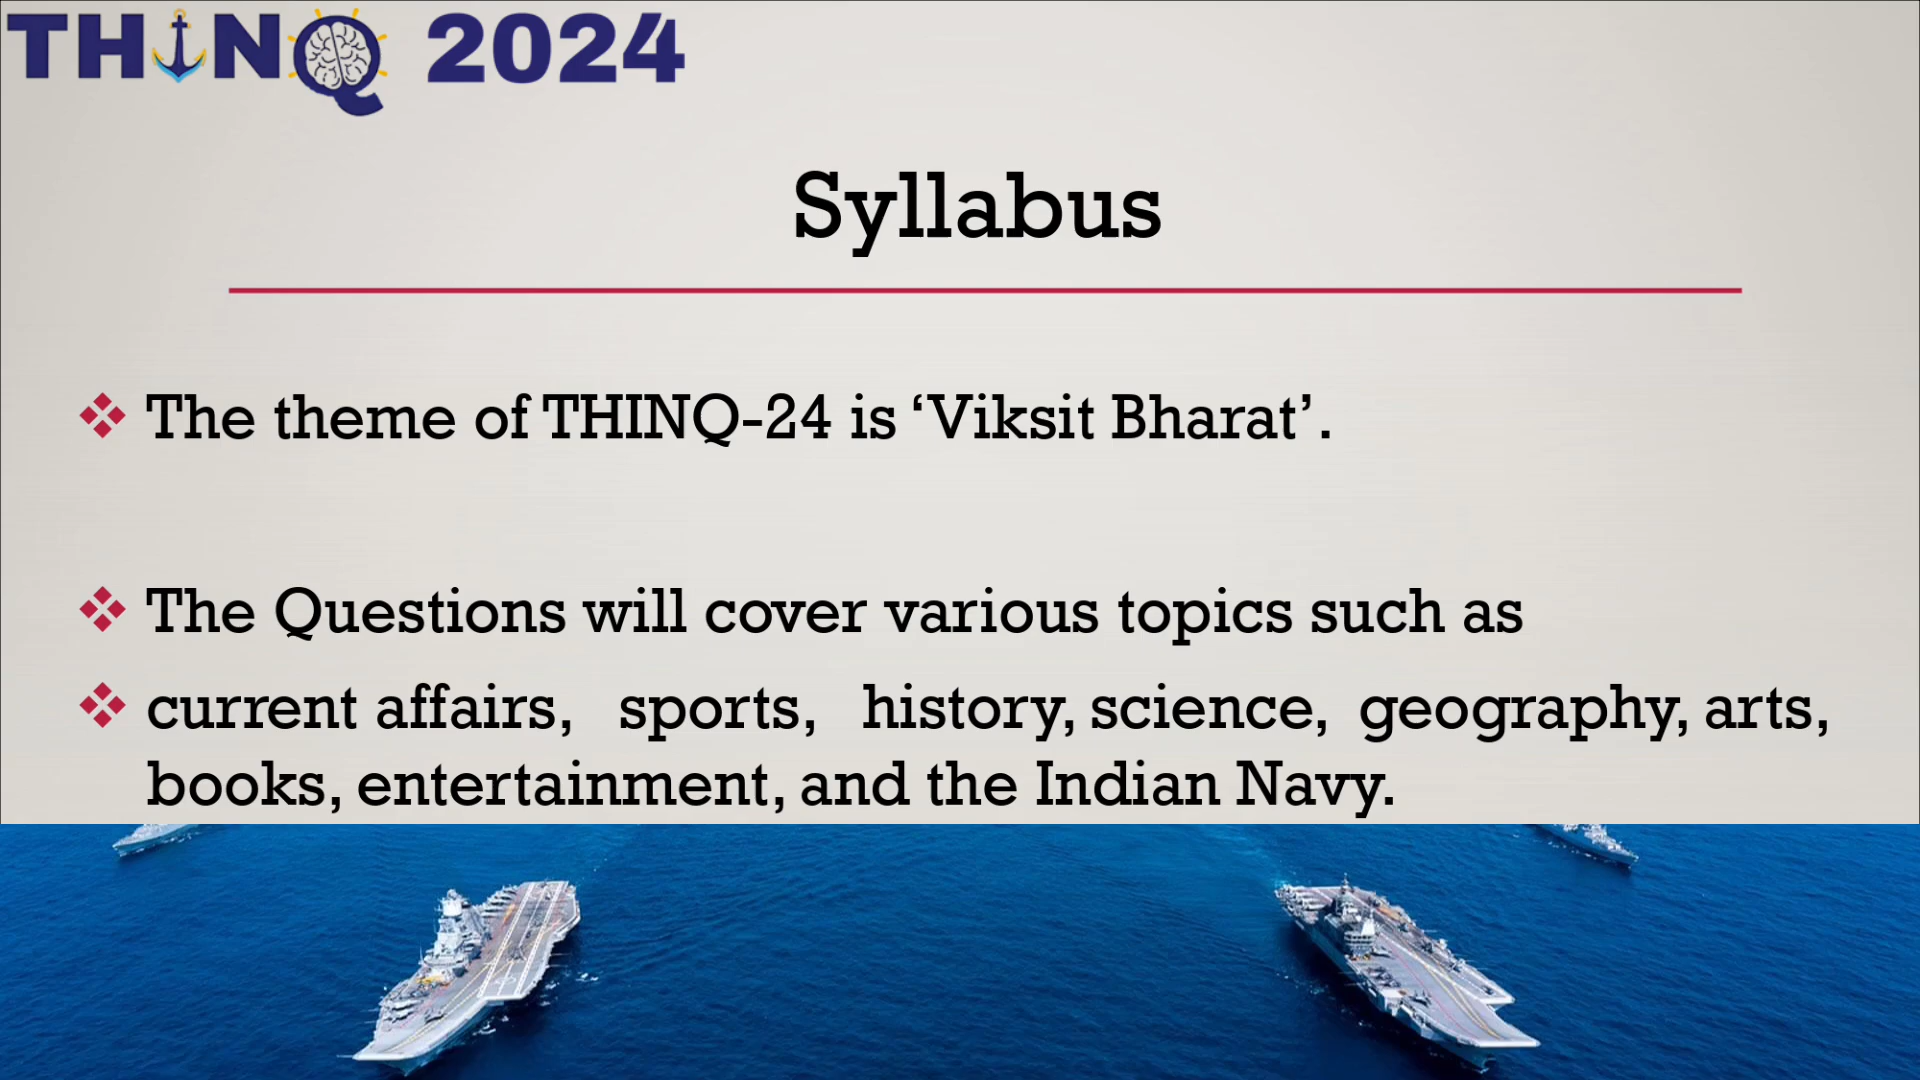 THINQ 2024
Syllabus
The theme of THINQ-24 is ‘Viksit Bharat’.
The Questions will cover various topics such as
current affairs, sports, history, science, geography, arts,
books, entertainment, and the Indian Navy.